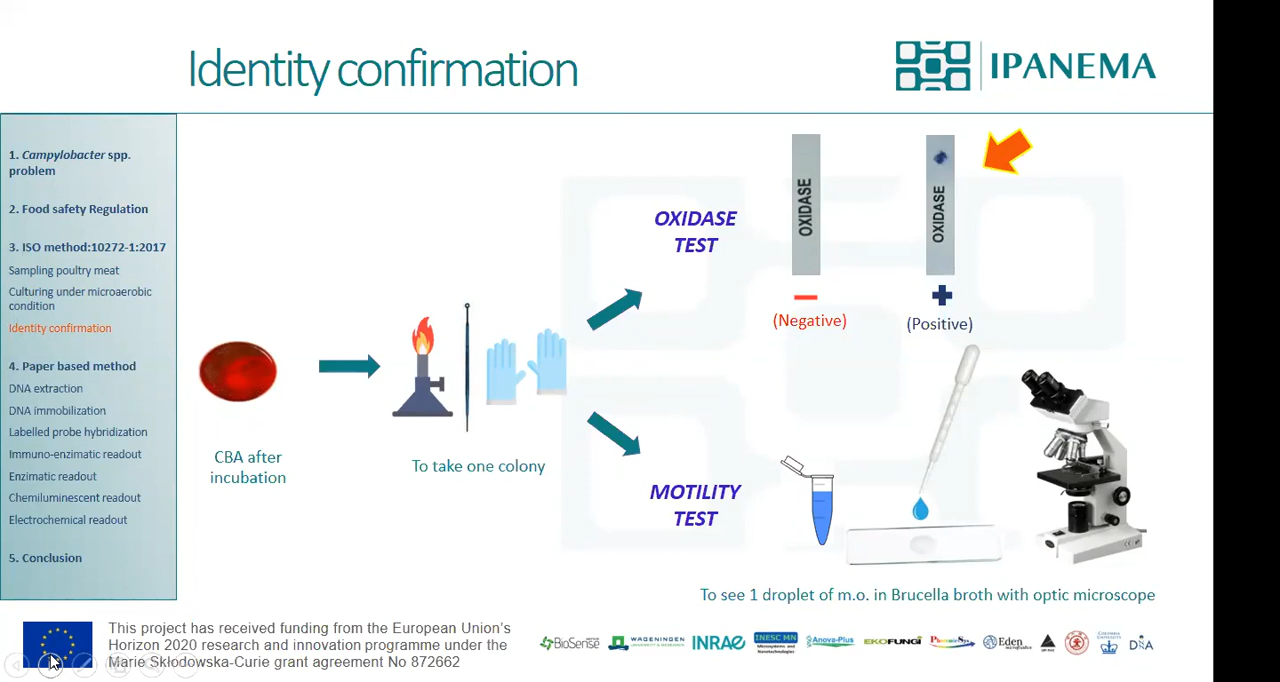 Identity confirmation
IPANEMA
1. Campylobacter spp.
problem
2. Food safety Regulation
3. ISO method:10272-1:2017
Sampling poultry meat
Culturing under microaerobic
condition
Identity confirmation
4. Paper based method
DNA extraction
DNA immobilization
Labelled probe hybridization
Immuno-enzimatic readout
Enzimatic readout
Chemiluminescent readout
Electrochemical readout
5. Conclusion
CBA after
incubation
To take one colony
OXIDASE
TEST
OXIDASE
OXIDASE
(Negative)
(Positive)
MOTILITY
TEST
To see 1 droplet of m.o. in Brucella broth with optic microscope
This project has received funding from the European Union's
Horizon 2020 research and innovation programme under the
Marie Skłodowska-Curie grant agreement No 872662
BioSense
WAGENINGEN
INRAE
INESC MN
Anova-Plus
EKOFUNGI
Eden
DNA